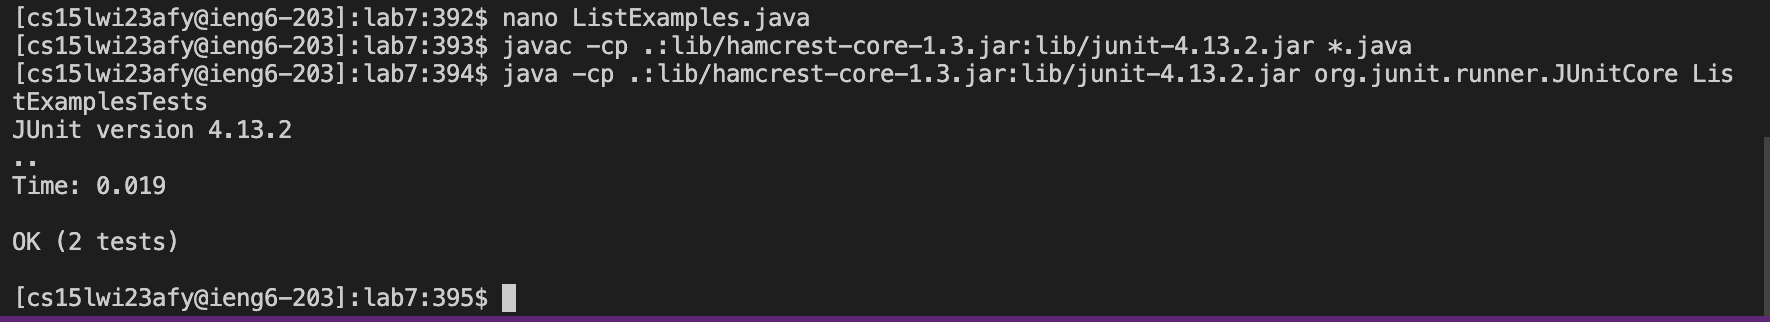 [cs15lwi23afy@ieng6-203]:lab7:392$ nano ListExamples.java
[cs15lwi23afy@ieng6-203]:lab7:393$ javac -cp .:lib/hamcrest-core-1.3.jar:lib/junit-4.13.2.jar *.java
[cs15lwi23afy@ieng6-203]:lab7:394$ java -cp .:lib/hamcrest-core-1.3.jar:lib/junit-4.13.2.jar org.junit.runner.JUnitCore Lis
tExamplesTests
JUnit version 4.13.2
..
Time: 0.019
OK (2 tests)
[cs15lwi23afy@ieng6-203]:lab7:395$